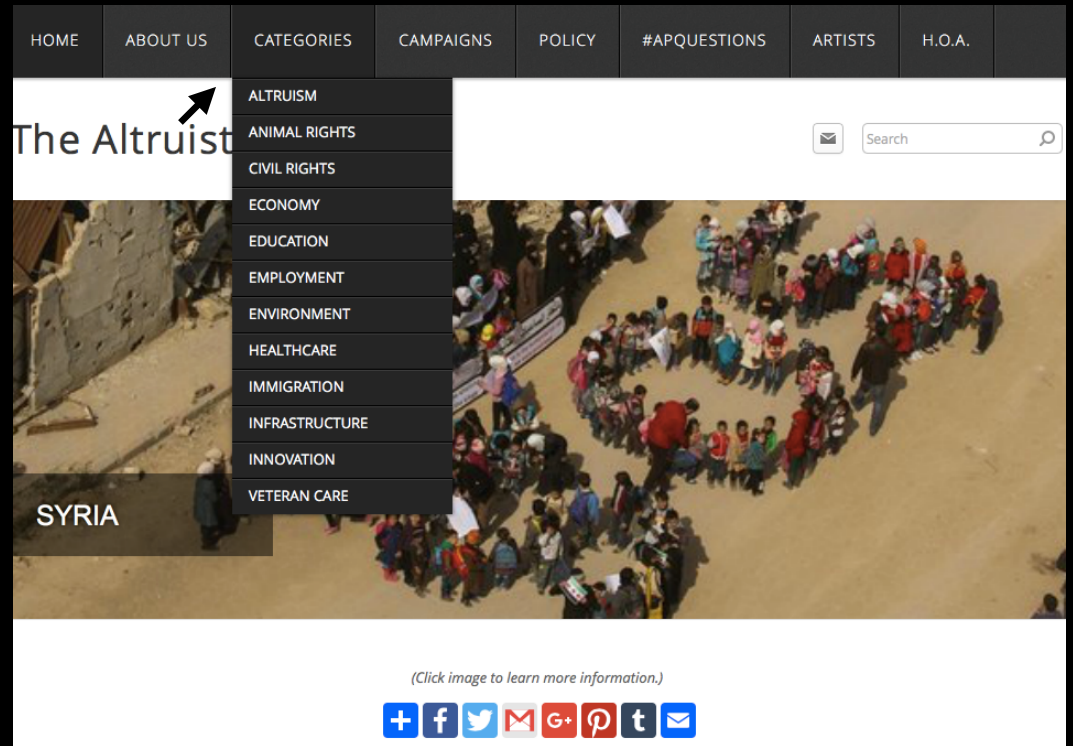 HOME ABOUT US CATEGORIES CAMPAIGNS POLICY #APQUESTIONS ARTISTS H.O.A.
ALTRUISM
ANIMAL RIGHTS
CIVIL RIGHTS
ECONOMY
EDUCATION
EMPLOYMENT
ENVIRONMENT
HEALTHCARE
IMMIGRATION
INFRASTRUCTURE
INNOVATION
VETERAN CARE
The Altruist
Search
SYRIA
(Click image to learn more information.)
f G+ t